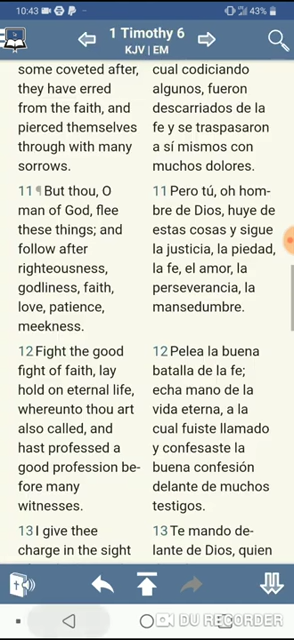 10:43 43%
1 Timothy 6
KJV | EM
some coveted after,
they have erred
from the faith, and
pierced themselves
through with many
sorrows.
11 ¶ But thou, O
man of God, flee
these things; and
follow after
righteousness,
godliness, faith,
love, patience,
meekness.
12 Fight the good
fight of faith, lay
hold on eternal life,
whereunto thou art
also called, and
hast professed a
good profession be-
fore many
witnesses.
13 I give thee
charge in the sight
cual codiciando
algunos, fueron
descarriados de la
fe y se traspasaron
a sí mismos con
muchos dolores.
11 Pero tú, oh hom-
bre de Dios, huye de
estas cosas y sigue
la justicia, la piedad,
la fe, el amor, la
perseverancia, la
mansedumbre.
12 Pelea la buena
batalla de la fe;
echa mano de la
vida eterna, a la
cual fuiste llamado
y confesaste la
buena confesión
delante de muchos
testigos.
13 Te mando de-
lante de Dios, quien
DU RECORDER